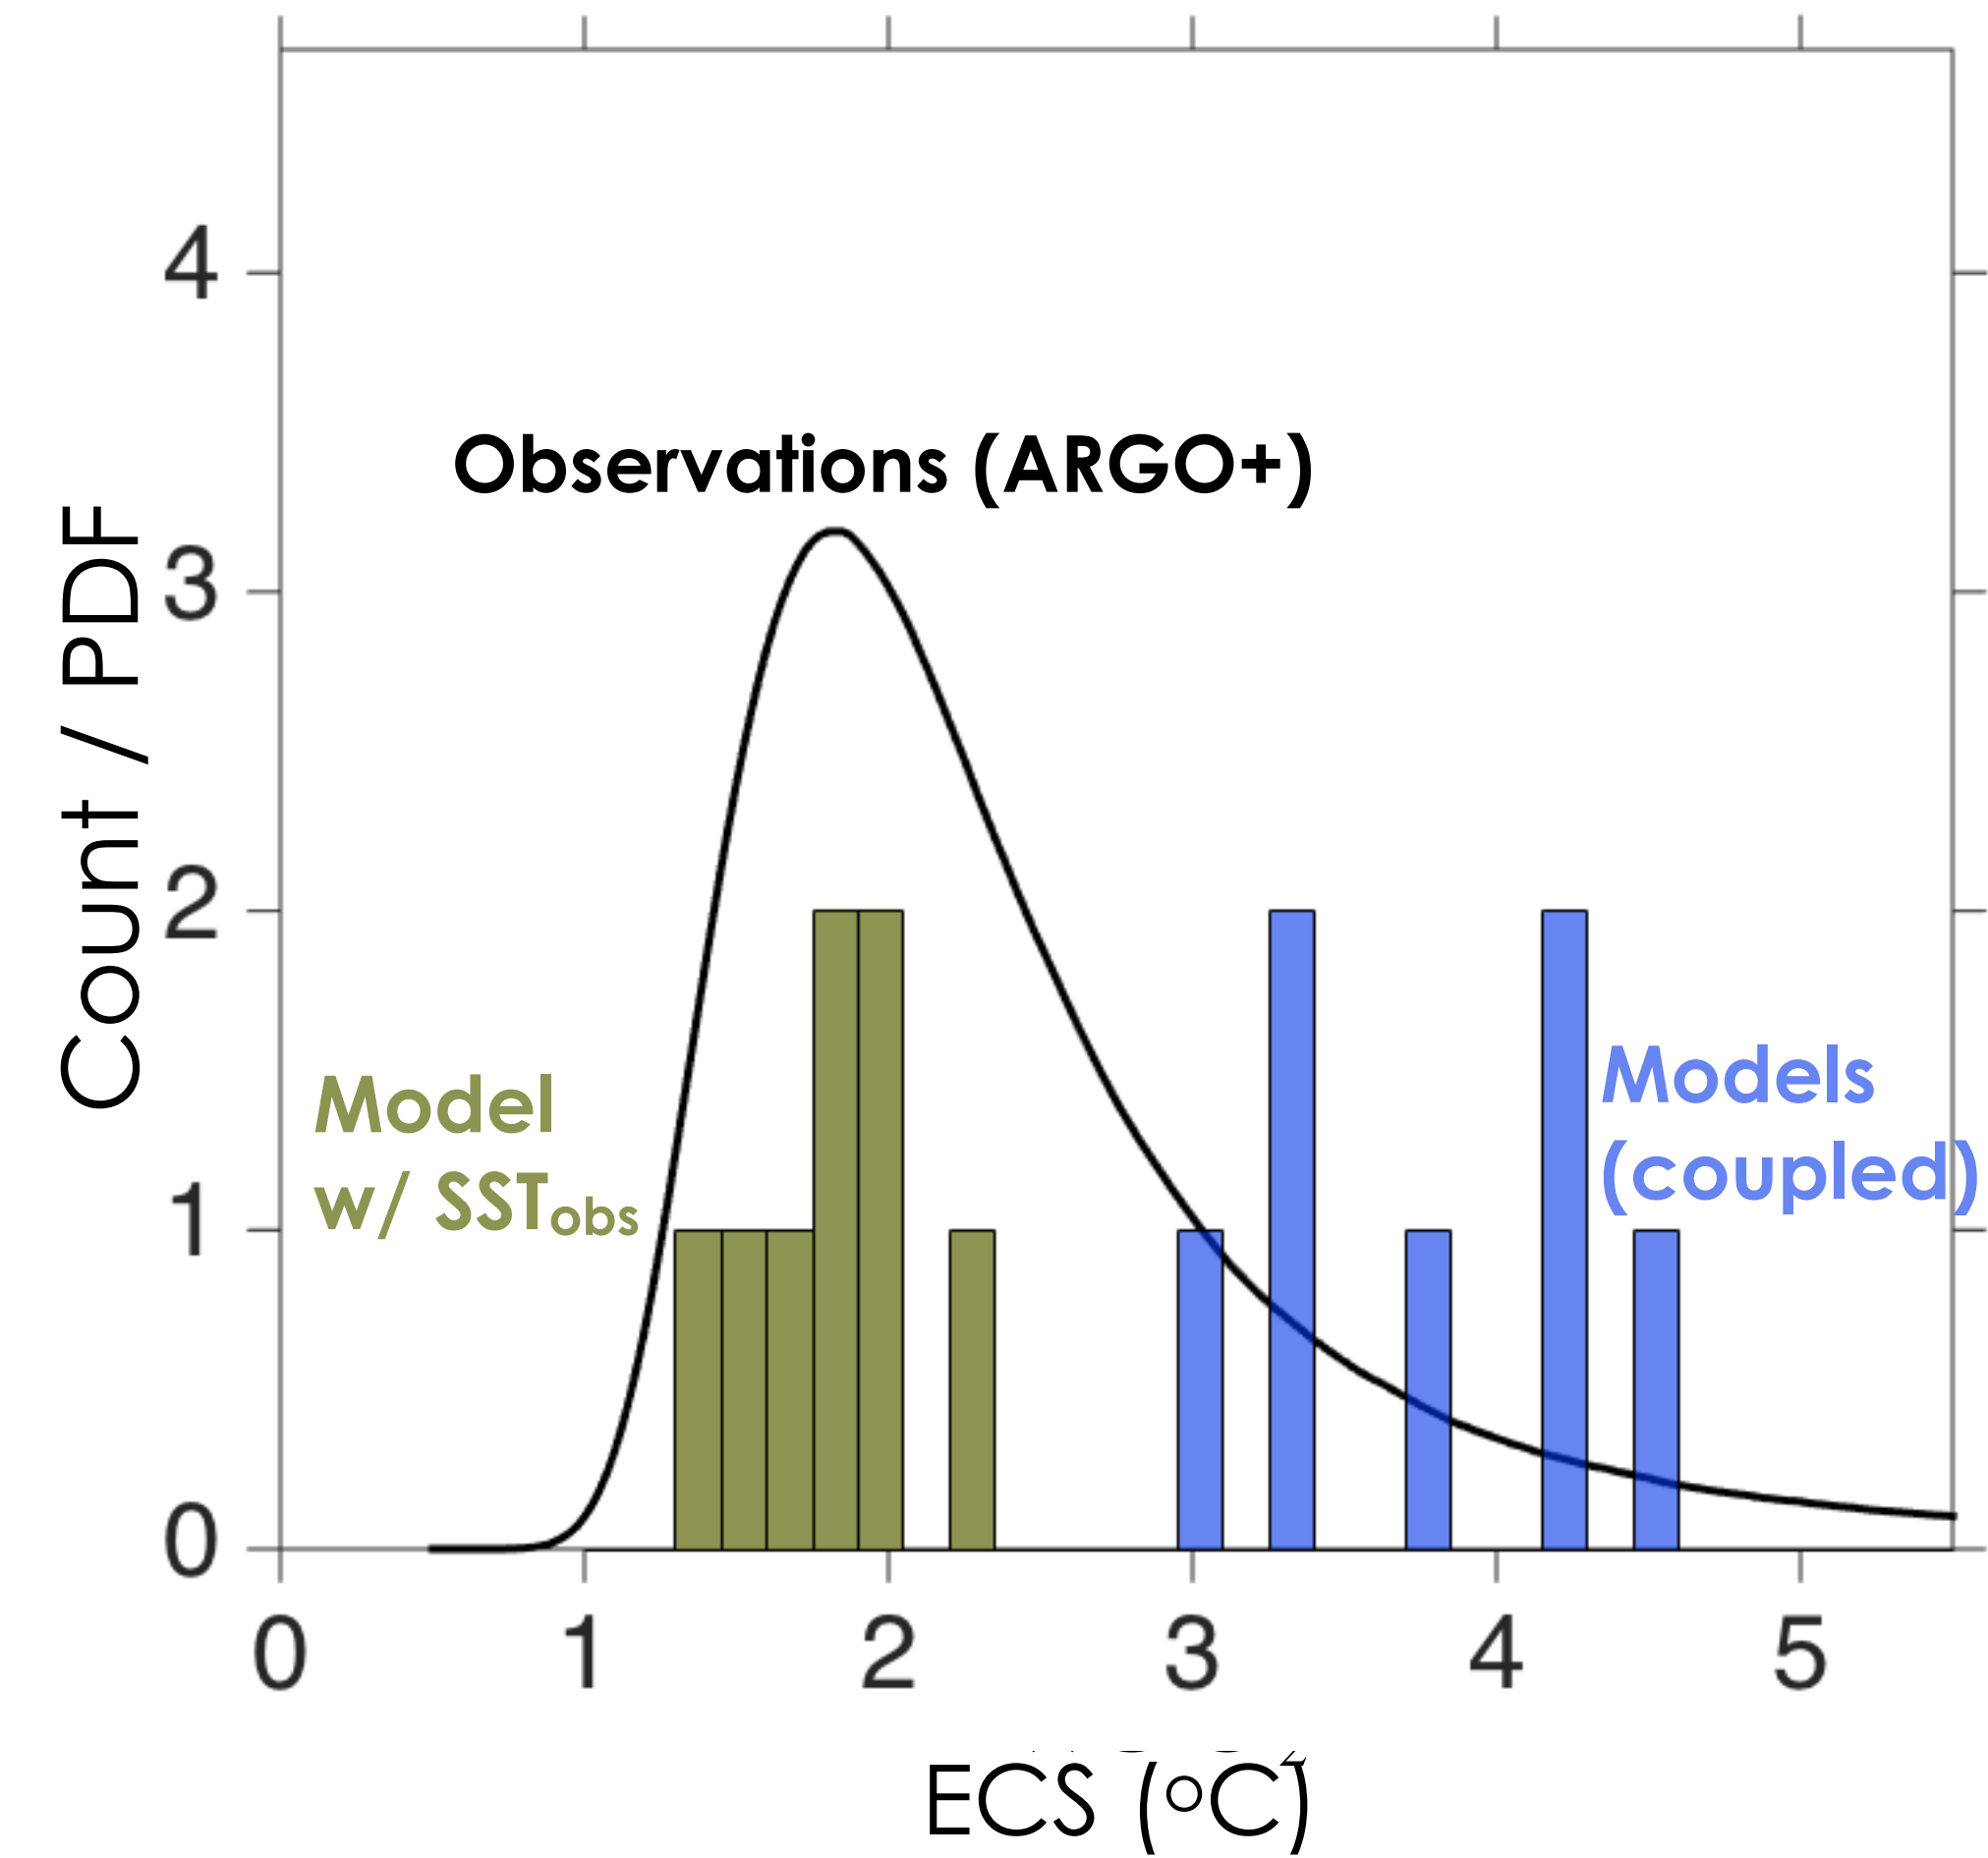 4
Observations (ARGO+)
3
Count / PDF
2
Model
w/ SSTobs
Models
(coupled)
1
0
0 1 2 3 4 5
ECS (°C)